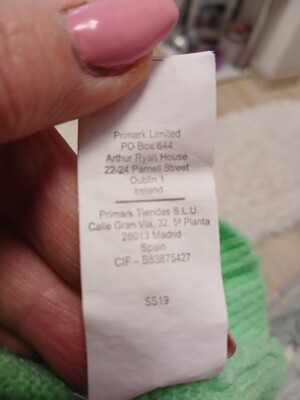 Primark Limited
PO Box 644
Arthur Ryan House
22-24 Parnell Street
Dublin 1
Ireland
Primark Tiendas S.L.U.
Calle Gran Via, 32, 5ª Planta
28013 Madrid
Spain
CIF – B83875427
SS19